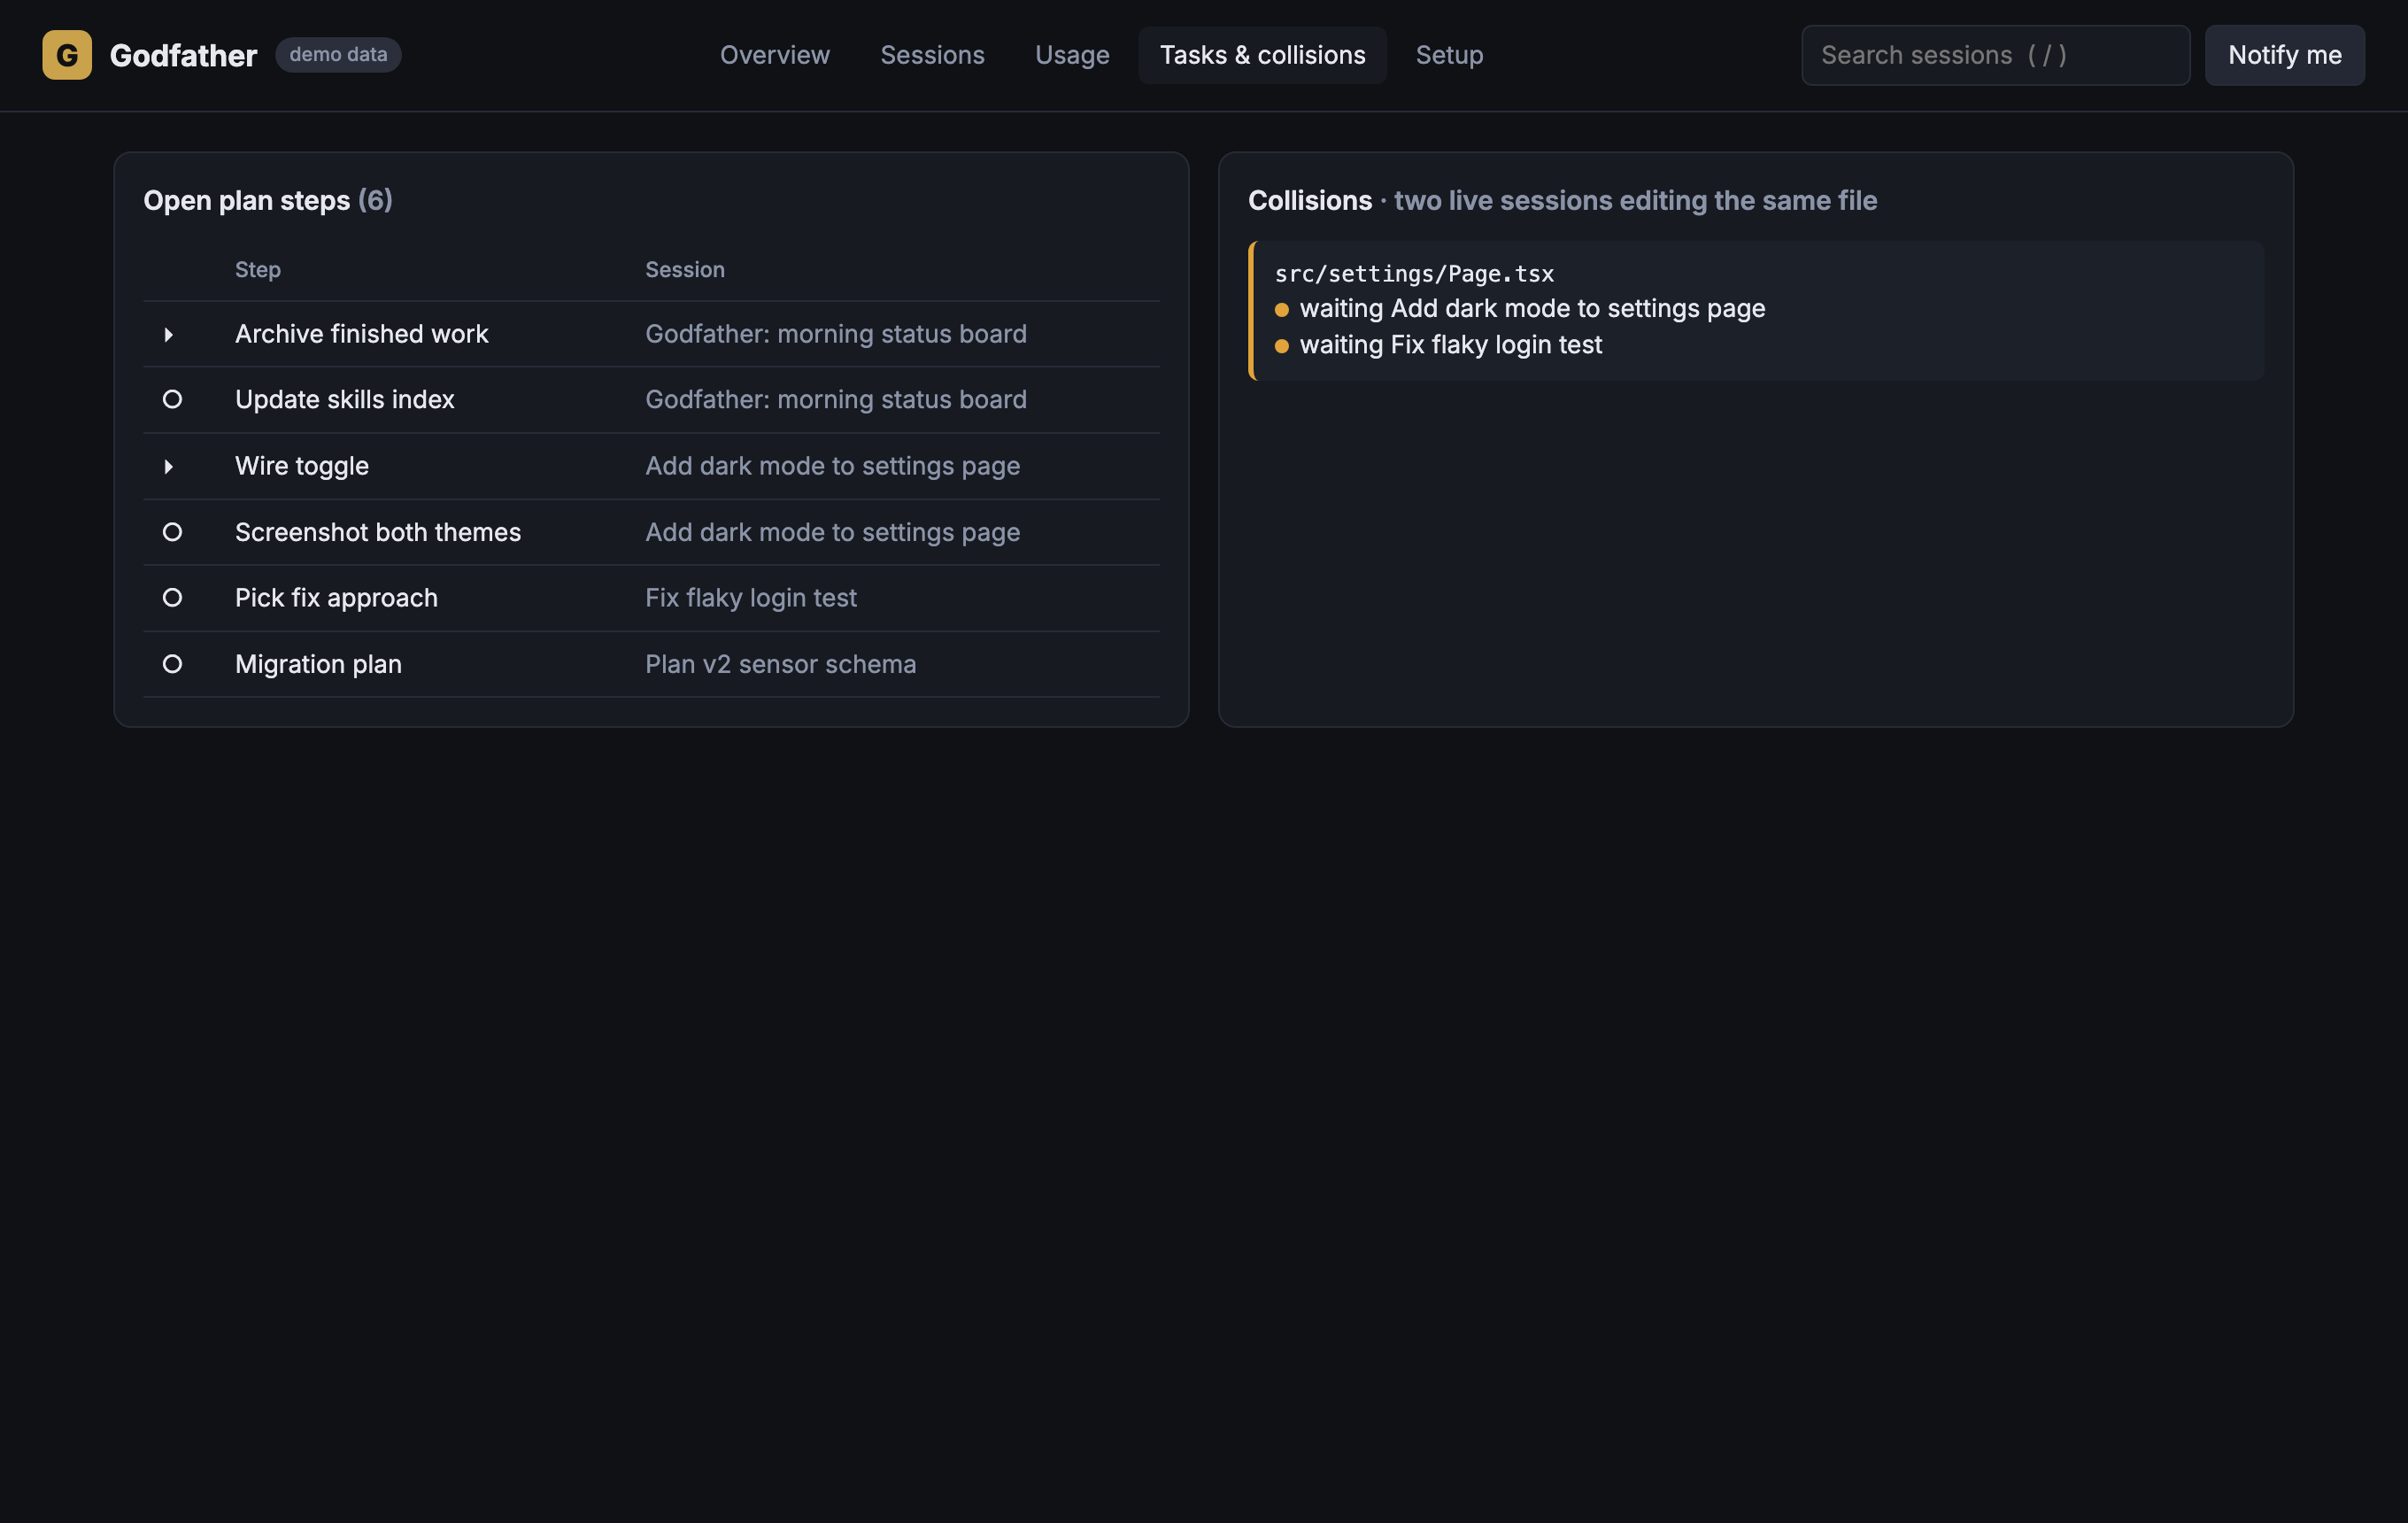 G Godfather demo data Overview Sessions Usage Tasks & collisions Setup Search sessions ( / ) Notify me
Open plan steps (6)
Step Session
Archive finished work Godfather: morning status board
Update skills index Godfather: morning status board
Wire toggle Add dark mode to settings page
Screenshot both themes Add dark mode to settings page
Pick fix approach Fix flaky login test
Migration plan Plan v2 sensor schema
Collisions · two live sessions editing the same file
src/settings/Page.tsx
waiting Add dark mode to settings page
waiting Fix flaky login test